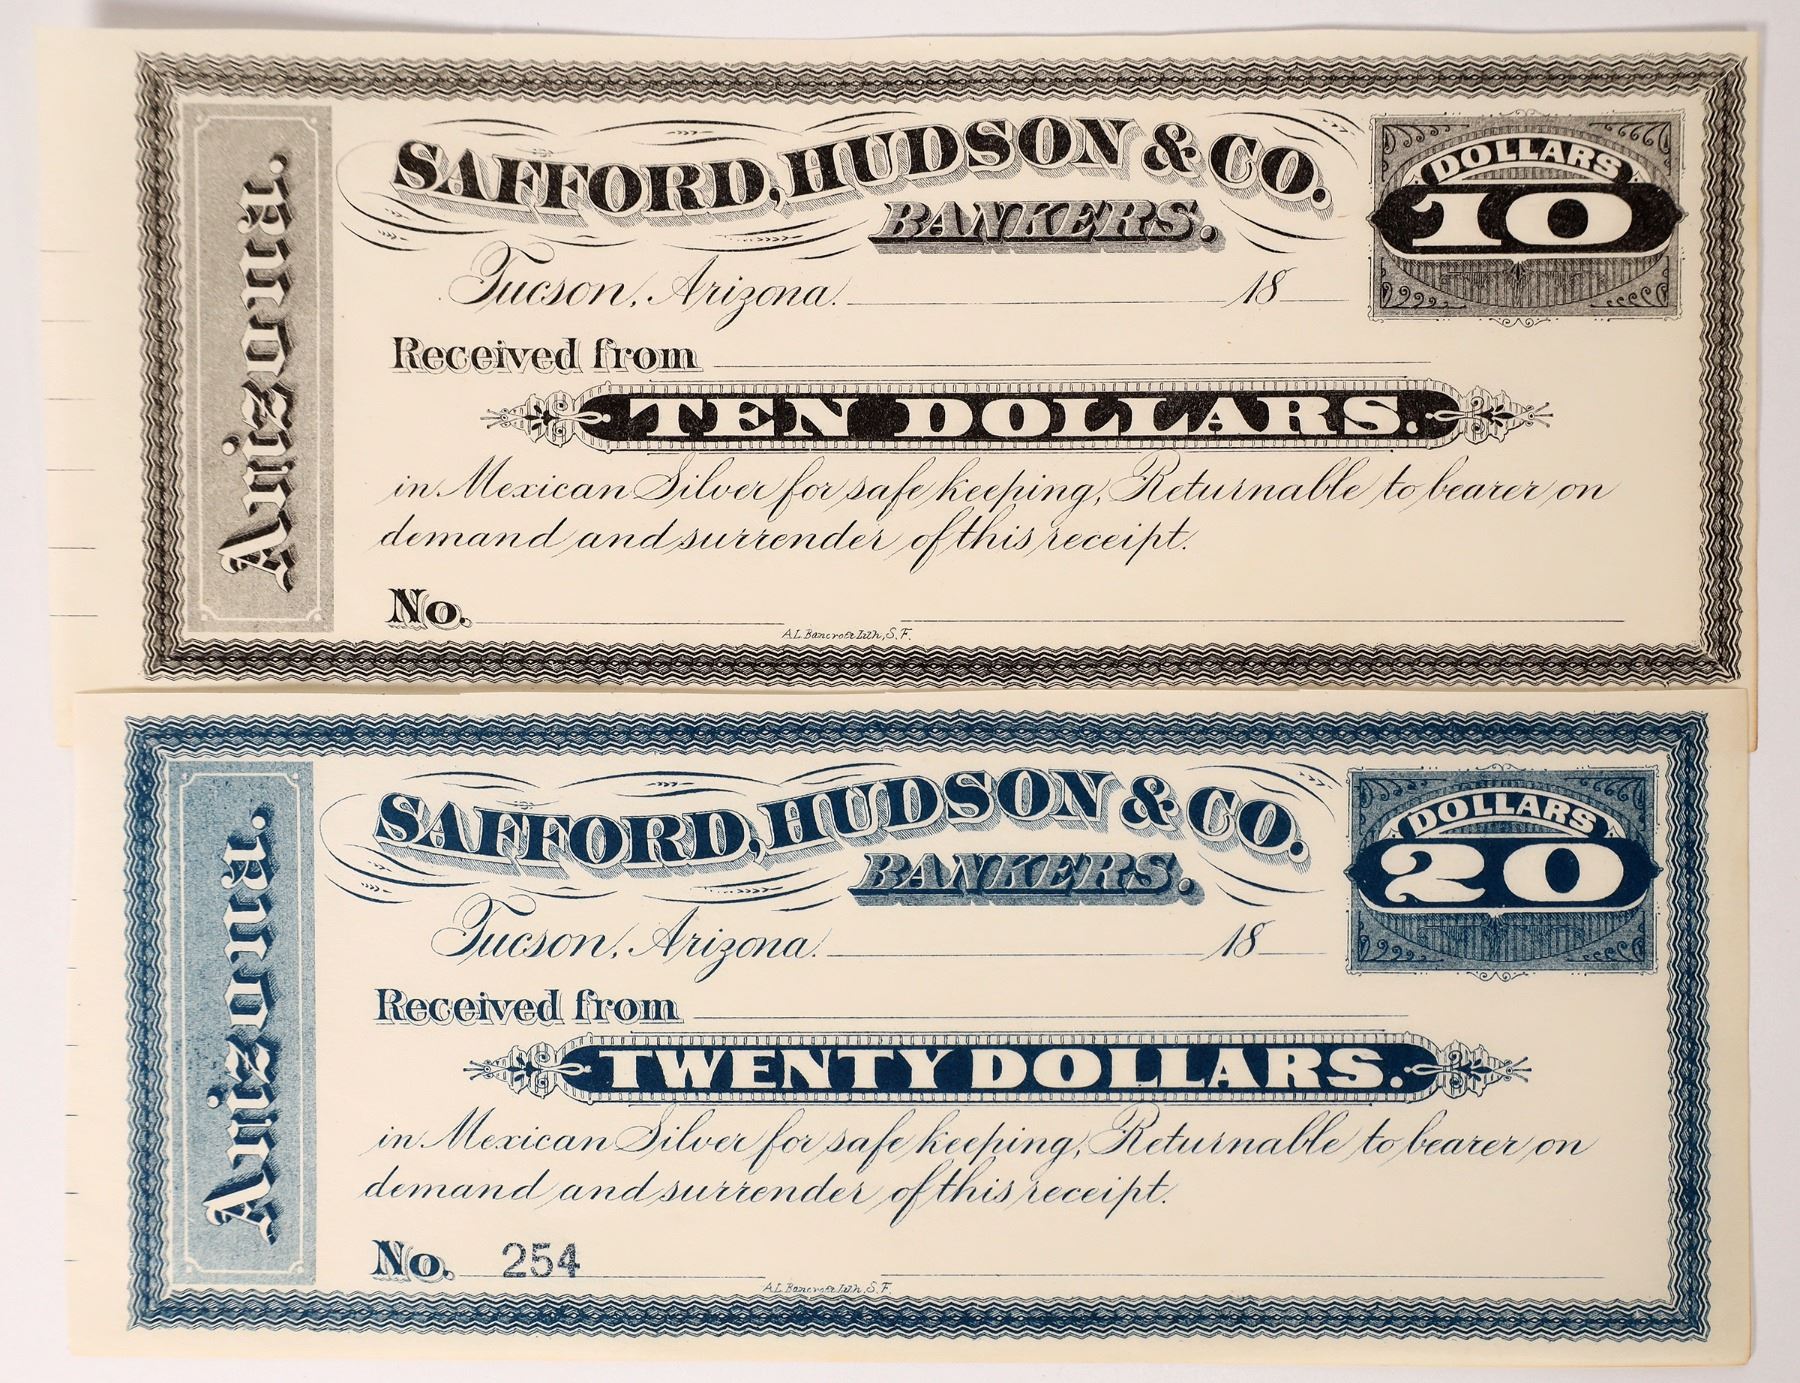 Arizona.
SAFFORD, HUDSON & CO.
BANKERS.
DOLLARS
10
Tucson, Arizona. 18
Received from
TEN DOLLARS.
in Mexican Silver for safe keeping, Returnable to bearer on
demand and surrender of this receipt.
No.
A.L. Bancroft Lith, S.F.
Arizona.
SAFFORD, HUDSON & CO.
BANKERS.
DOLLARS
20
Tucson, Arizona. 18
Received from
TWENTY DOLLARS.
in Mexican Silver for safe keeping, Returnable to bearer on
demand and surrender of this receipt.
No. 254
A.L. Bancroft Lith, S.F.